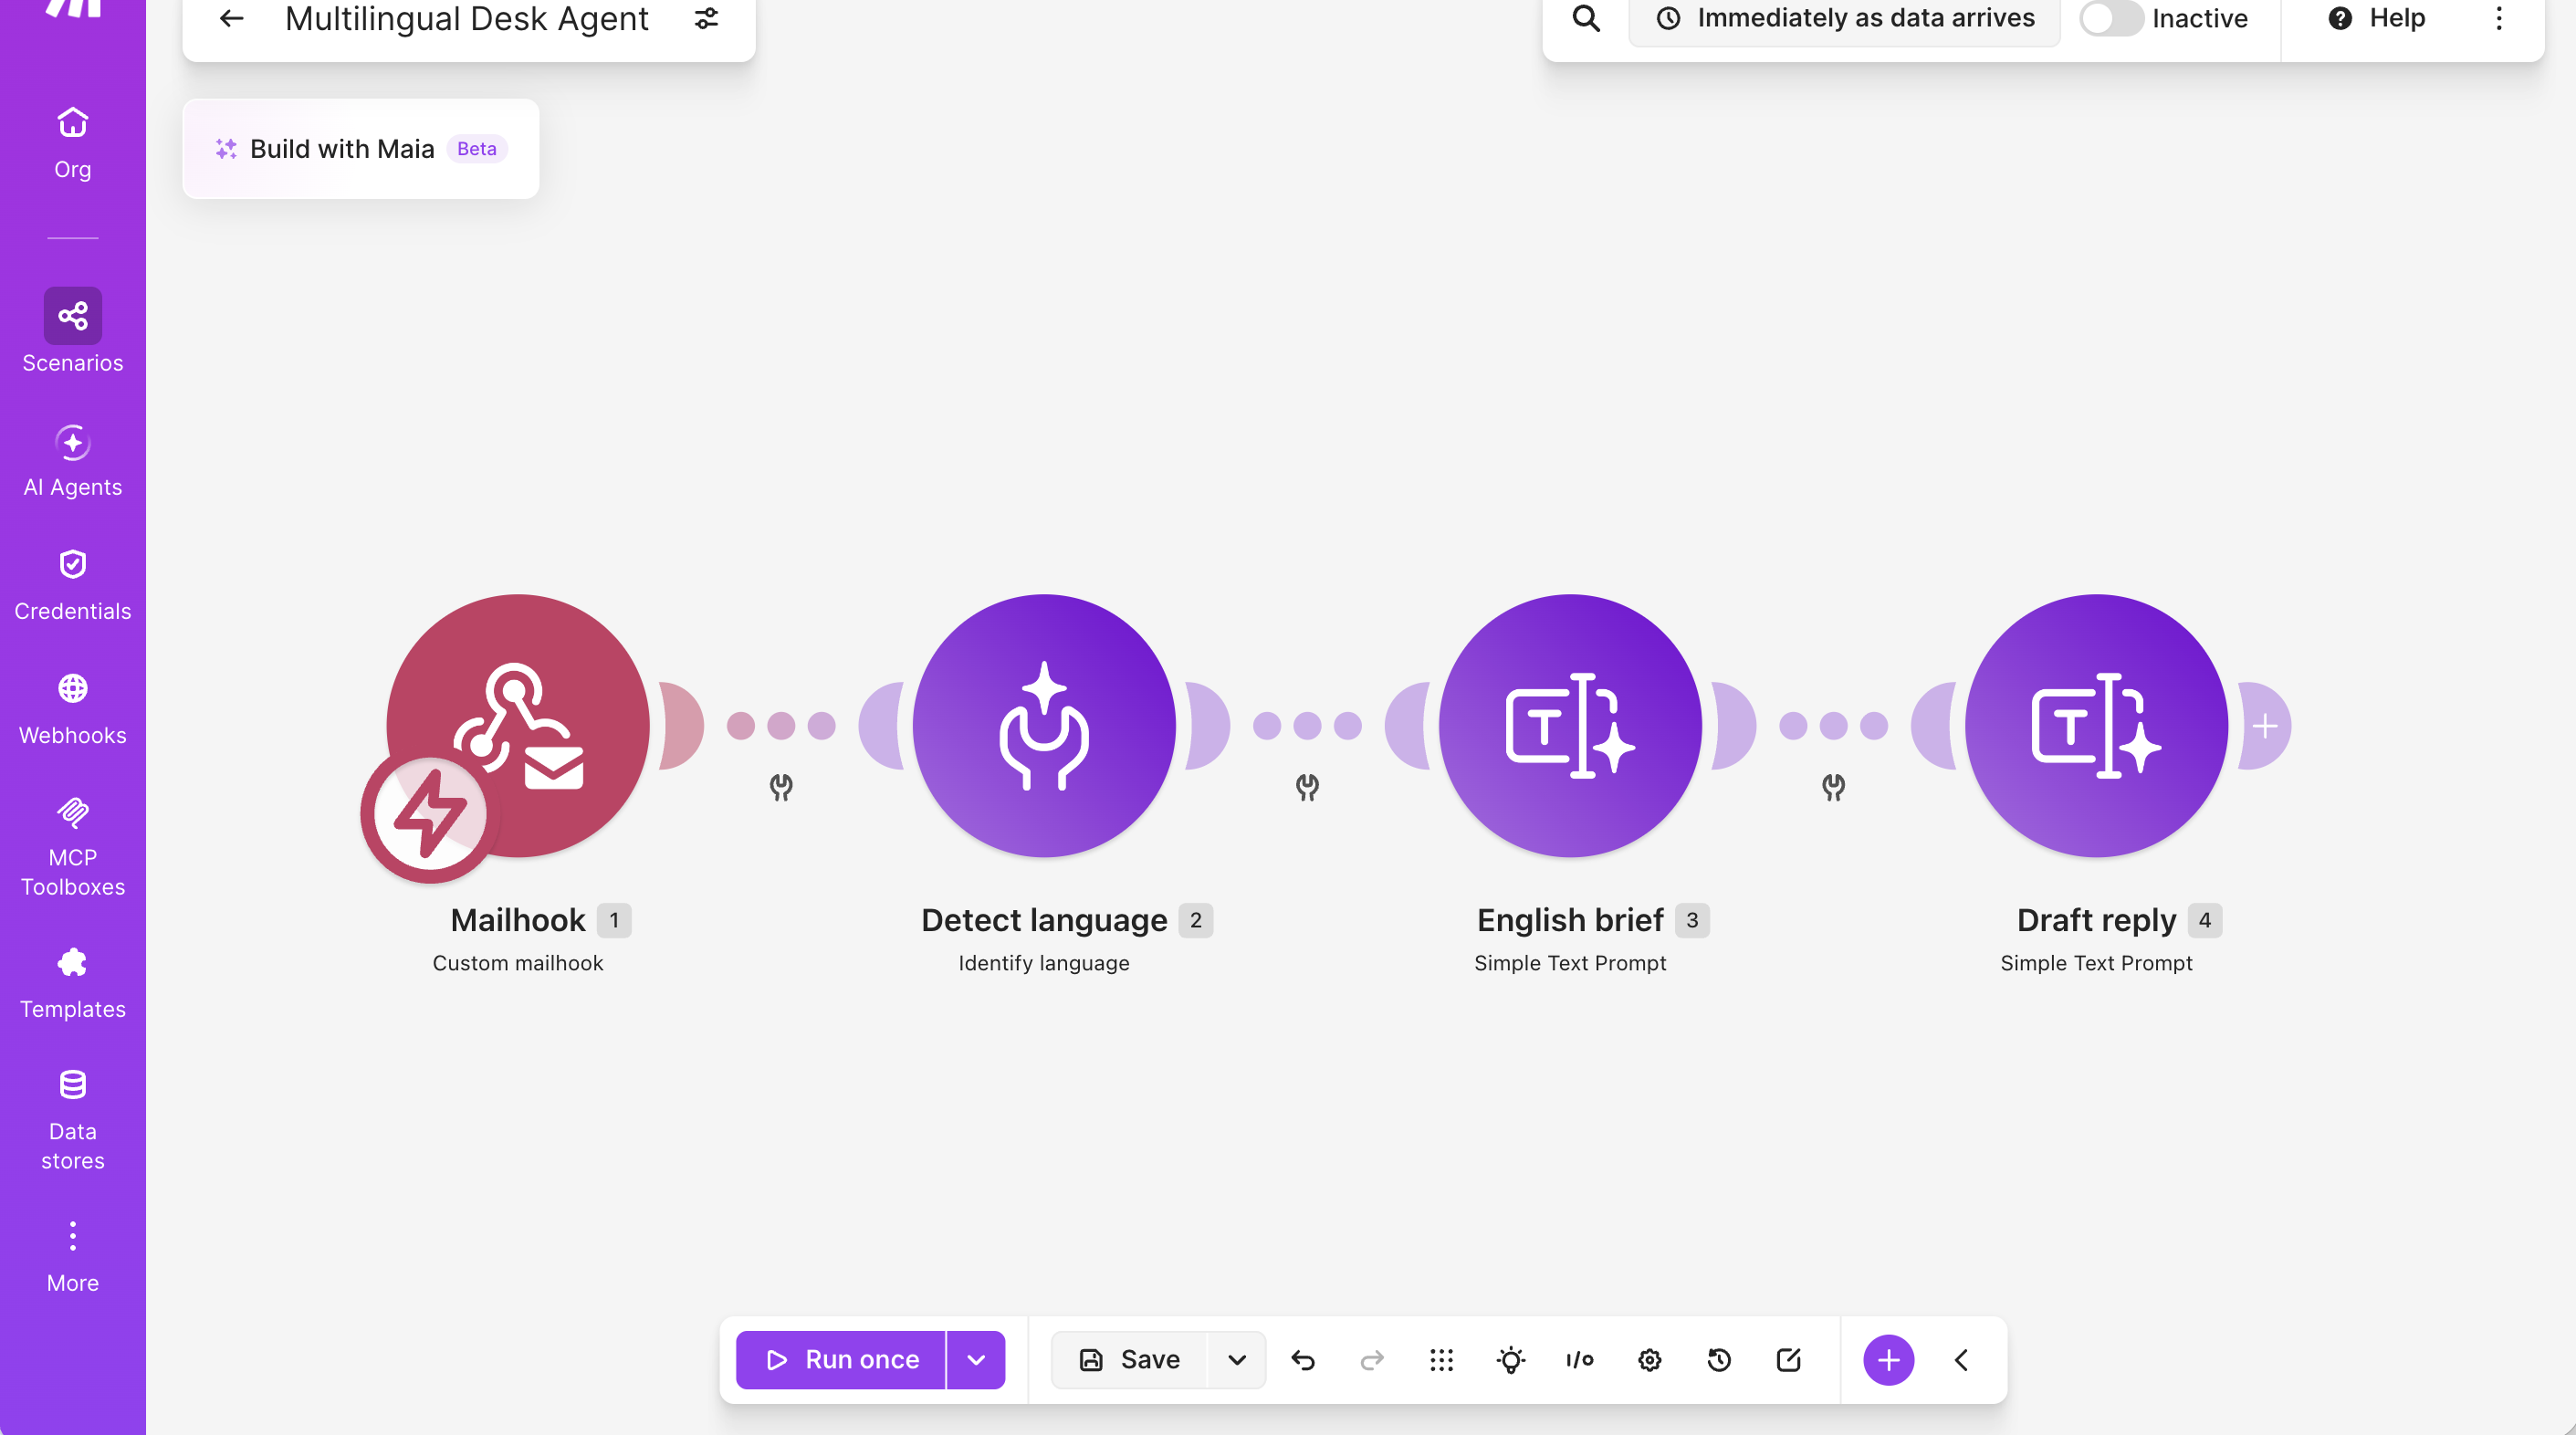 Multilingual Desk Agent
Immediately as data arrives
Inactive
Help
Build with Maia Beta
Org
Scenarios
AI Agents
Credentials
Webhooks
MCP
Toolboxes
Templates
Data
stores
More
Mailhook 1
Custom mailhook
Detect language 2
Identify language
English brief 3
Simple Text Prompt
Draft reply 4
Simple Text Prompt
Run once
Save